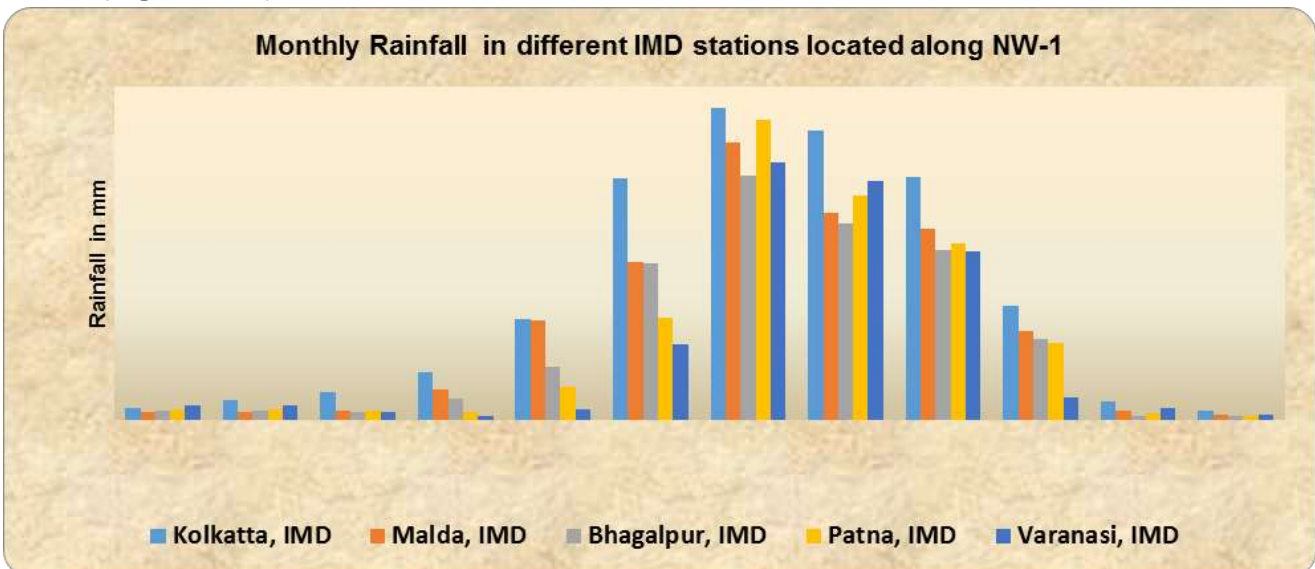 Monthly Rainfall in different IMD stations located along NW-1
Rainfall in mm
Kolkatta, IMD Malda, IMD Bhagalpur, IMD Patna, IMD Varanasi, IMD